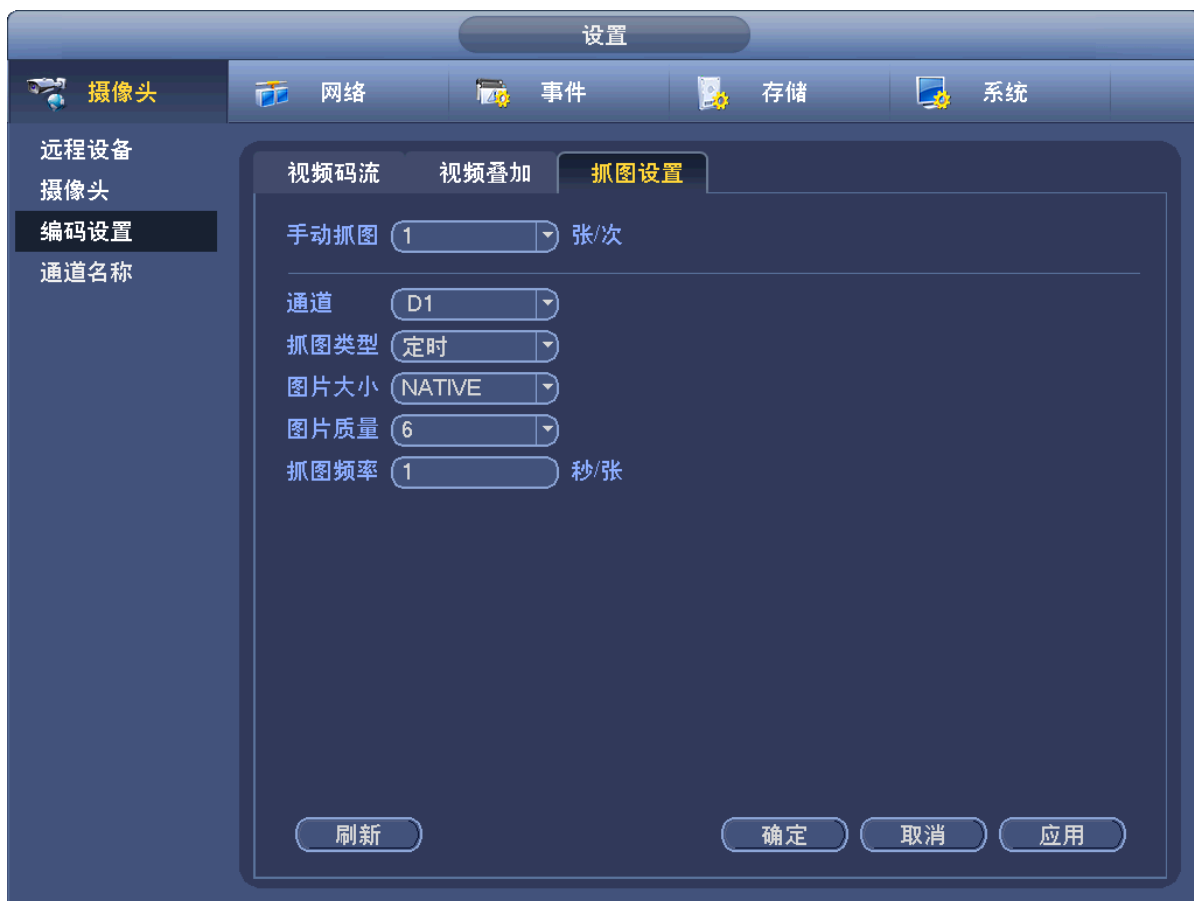 设置
摄像头 网络 事件 存储 系统
远程设备
摄像头
编码设置
通道名称
视频码流 视频叠加 抓图设置
手动抓图 1 张/次
通道 D1
抓图类型 定时
图片大小 NATIVE
图片质量 6
抓图频率 1 秒/张
刷新 确定 取消 应用